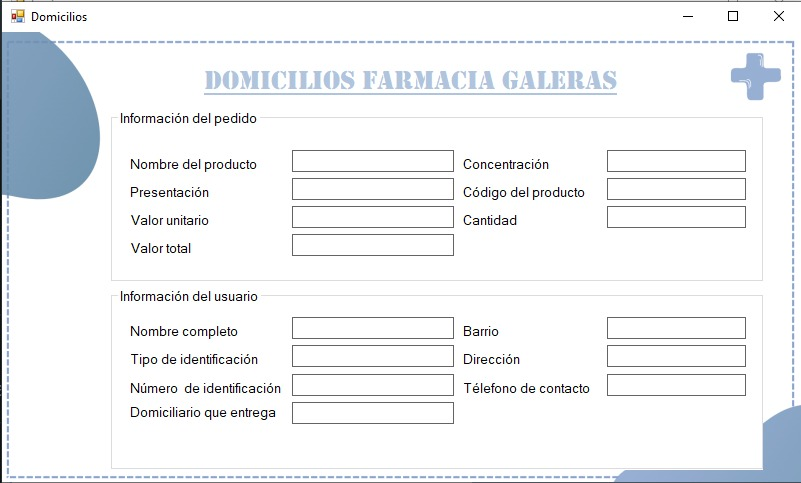 Domicilios
DOMICILIOS FARMACIA GALERAS
Información del pedido
Nombre del producto
Concentración
Presentación
Código del producto
Valor unitario
Cantidad
Valor total
Información del usuario
Nombre completo
Barrio
Tipo de identificación
Dirección
Número  de identificación
Télefono de contacto
Domiciliario que entrega